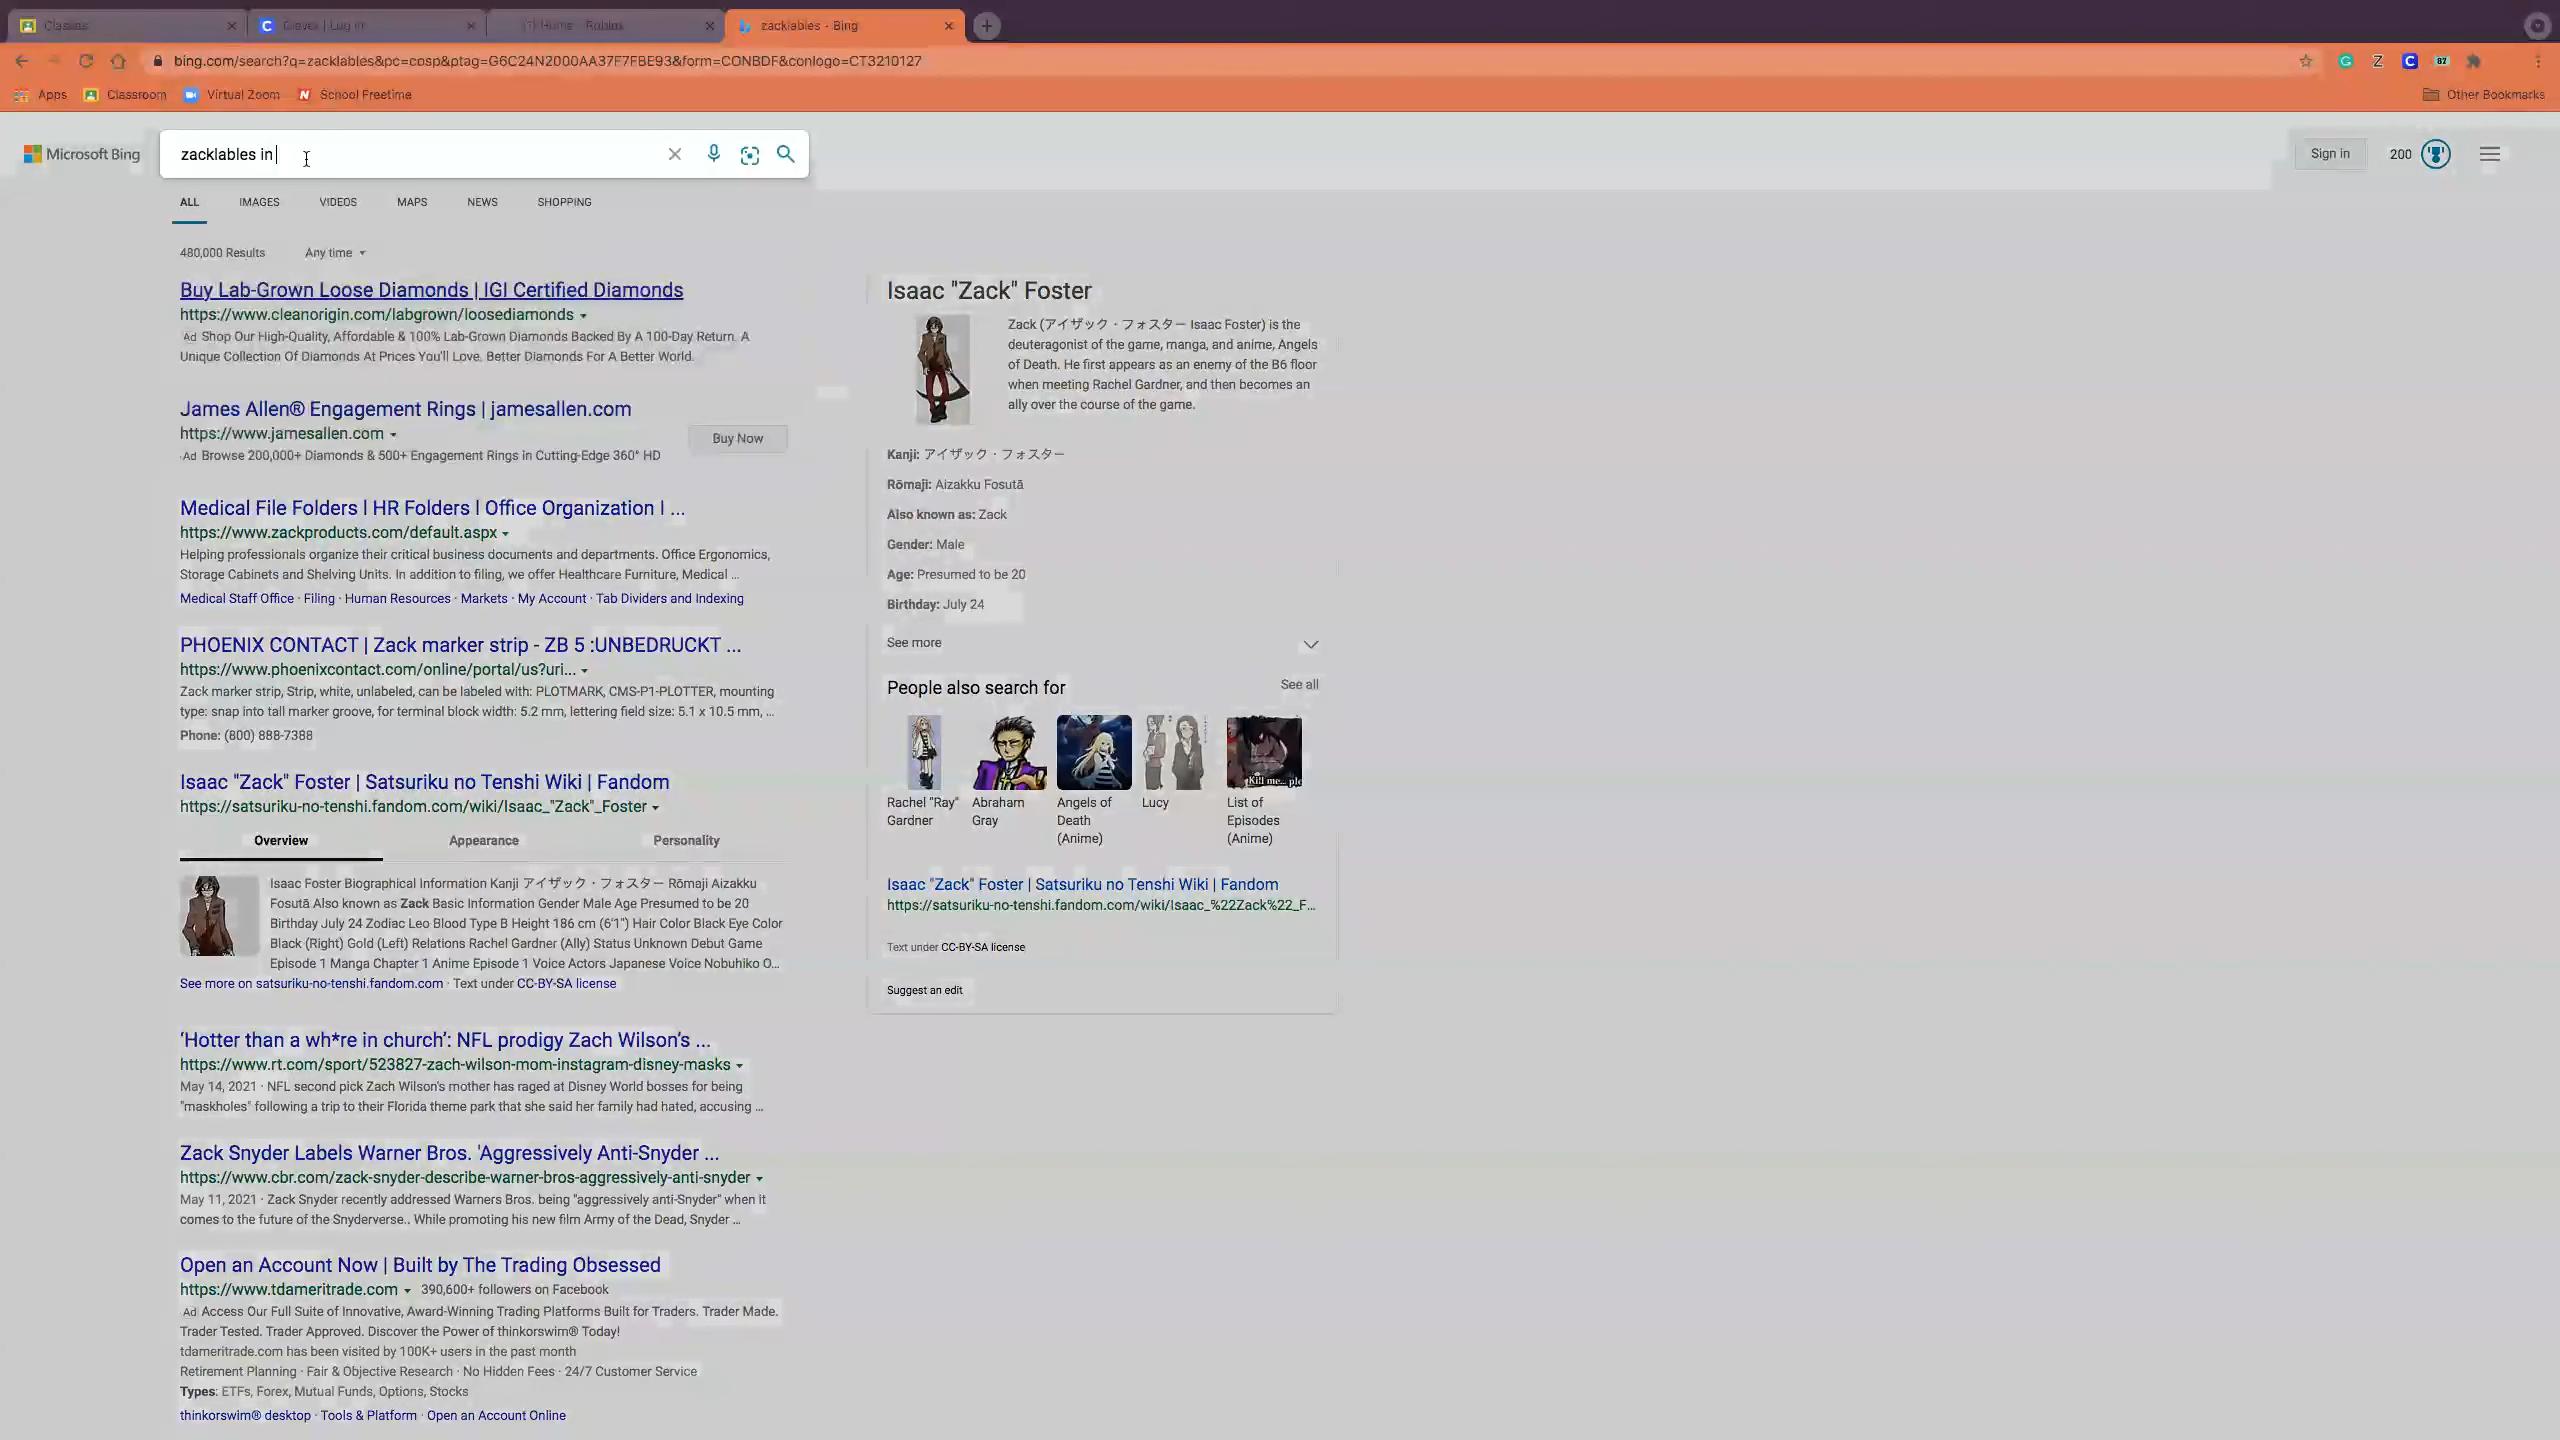 Classes
Clever | Log in
(1) Home - Roblox
zacklables - Bing
bing.com/search?q=zacklables&pc=cosp&ptag=G6C24N2000AA37F7FBE93&form=CONBDF&conlogo=CT3210127
Apps
Classroom
Virtual Zoom
School Freetime
Other Bookmarks
Microsoft Bing
zacklables in
Sign in
200
ALL
IMAGES
VIDEOS
MAPS
NEWS
SHOPPING
480,000 Results
Any time
Buy Lab-Grown Loose Diamonds | IGI Certified Diamonds
https://www.cleanorigin.com/labgrown/loosediamonds
Ad Shop Our High-Quality, Affordable & 100% Lab-Grown Diamonds Backed By A 100-Day Return. A
Unique Collection Of Diamonds At Prices You'll Love. Better Diamonds For A Better World.
James Allen® Engagement Rings | jamesallen.com
https://www.jamesallen.com
Ad Browse 200,000+ Diamonds & 500+ Engagement Rings in Cutting-Edge 360° HD
Buy Now
Medical File Folders l HR Folders l Office Organization l ...
https://www.zackproducts.com/default.aspx
Helping professionals organize their critical business documents and departments. Office Ergonomics,
Storage Cabinets and Shelving Units. In addition to filing, we offer Healthcare Furniture, Medical ...
Medical Staff Office · Filing · Human Resources · Markets · My Account · Tab Dividers and Indexing
PHOENIX CONTACT | Zack marker strip - ZB 5 :UNBEDRUCKT ...
https://www.phoenixcontact.com/online/portal/us?uri...
Zack marker strip, Strip, white, unlabeled, can be labeled with: PLOTMARK, CMS-P1-PLOTTER, mounting
type: snap into tall marker groove, for terminal block width: 5.2 mm, lettering field size: 5.1 x 10.5 mm, ...
Phone: (800) 888-7388
Isaac "Zack" Foster | Satsuriku no Tenshi Wiki | Fandom
https://satsuriku-no-tenshi.fandom.com/wiki/Isaac_"Zack"_Foster
Overview
Appearance
Personality
Isaac Foster Biographical Information Kanji アイザック・フォスター Rōmaji Aizakku
Fosutā Also known as Zack Basic Information Gender Male Age Presumed to be 20
Birthday July 24 Zodiac Leo Blood Type B Height 186 cm (6'1") Hair Color Black Eye Color
Black (Right) Gold (Left) Relations Rachel Gardner (Ally) Status Unknown Debut Game
Episode 1 Manga Chapter 1 Anime Episode 1 Voice Actors Japanese Voice Nobuhiko O...
See more on satsuriku-no-tenshi.fandom.com · Text under CC-BY-SA license
'Hotter than a wh*re in church': NFL prodigy Zach Wilson's ...
https://www.rt.com/sport/523827-zach-wilson-mom-instagram-disney-masks
May 14, 2021 · NFL second pick Zach Wilson's mother has raged at Disney World bosses for being
"maskholes" following a trip to their Florida theme park that she said her family had hated, accusing ...
Zack Snyder Labels Warner Bros. 'Aggressively Anti-Snyder ...
https://www.cbr.com/zack-snyder-describe-warner-bros-aggressively-anti-snyder
May 11, 2021 · Zack Snyder recently addressed Warners Bros. being "aggressively anti-Snyder" when it
comes to the future of the Snyderverse.. While promoting his new film Army of the Dead, Snyder ...
Open an Account Now | Built by The Trading Obsessed
https://www.tdameritrade.com
390,600+ followers on Facebook
Ad Access Our Full Suite of Innovative, Award-Winning Trading Platforms Built for Traders. Trader Made.
Trader Tested. Trader Approved. Discover the Power of thinkorswim® Today!
tdameritrade.com has been visited by 100K+ users in the past month
Retirement Planning · Fair & Objective Research · No Hidden Fees · 24/7 Customer Service
Types: ETFs, Forex, Mutual Funds, Options, Stocks
thinkorswim® desktop · Tools & Platform · Open an Account Online
Isaac "Zack" Foster
Zack (アイザック・フォスター Isaac Foster) is the
deuteragonist of the game, manga, and anime, Angels
of Death. He first appears as an enemy of the B6 floor
when meeting Rachel Gardner, and then becomes an
ally over the course of the game.
Kanji: アイザック・フォスター
Rōmaji: Aizakku Fosutā
Also known as: Zack
Gender: Male
Age: Presumed to be 20
Birthday: July 24
See more
People also search for
See all
Kill me... ple
Rachel "Ray"
Gardner
Abraham
Gray
Angels of
Death
(Anime)
Lucy
List of
Episodes
(Anime)
Isaac "Zack" Foster | Satsuriku no Tenshi Wiki | Fandom
https://satsuriku-no-tenshi.fandom.com/wiki/Isaac_%22Zack%22_F...
Text under CC-BY-SA license
Suggest an edit